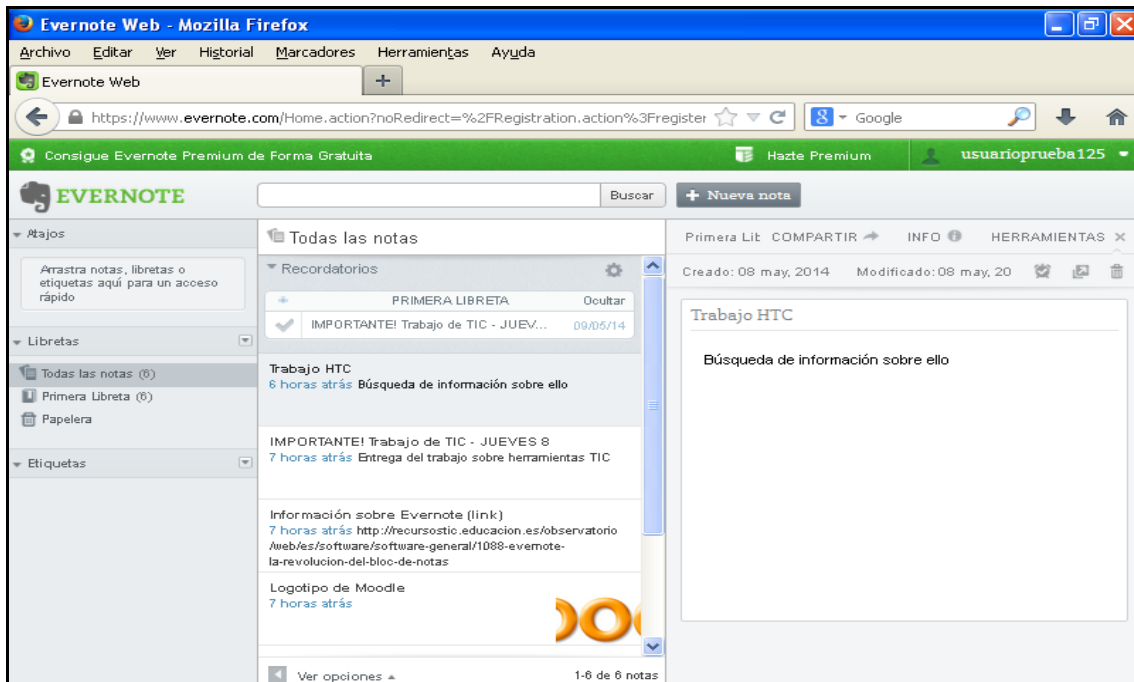 Evernote Web - Mozilla Firefox
Archivo Editar Ver Historial Marcadores Herramientas Ayuda
Evernote Web
https://www.evernote.com/Home.action?noRedirect=%2FRegistration.action%3Fregister
Google
Consigue Evernote Premium de Forma Gratuita
Hazte Premium
usuarioprueba125
EVERNOTE
Buscar
+ Nueva nota
Atajos
Arrastra notas, libretas o
etiquetas aquí para un acceso
rápido
Libretas
Todas las notas (6)
Primera Libreta (6)
Papelera
Etiquetas
Todas las notas
Recordatorios
PRIMERA LIBRETA Ocultar
IMPORTANTE! Trabajo de TIC - JUEV... 09/05/14
Trabajo HTC
6 horas atrás Búsqueda de información sobre ello
IMPORTANTE! Trabajo de TIC - JUEVES 8
7 horas atrás Entrega del trabajo sobre herramientas TIC
Información sobre Evernote (link)
7 horas atrás http://recursostic.educacion.es/observatorio
/web/es/software/software-general/1088-evernote-
la-revolucion-del-bloc-de-notas
Logotipo de Moodle
7 horas atrás
Ver opciones
1-6 de 6 notas
Primera Lib COMPARTIR INFO HERRAMIENTAS
Creado: 08 may, 2014 Modificado: 08 may, 20
Trabajo HTC
Búsqueda de información sobre ello